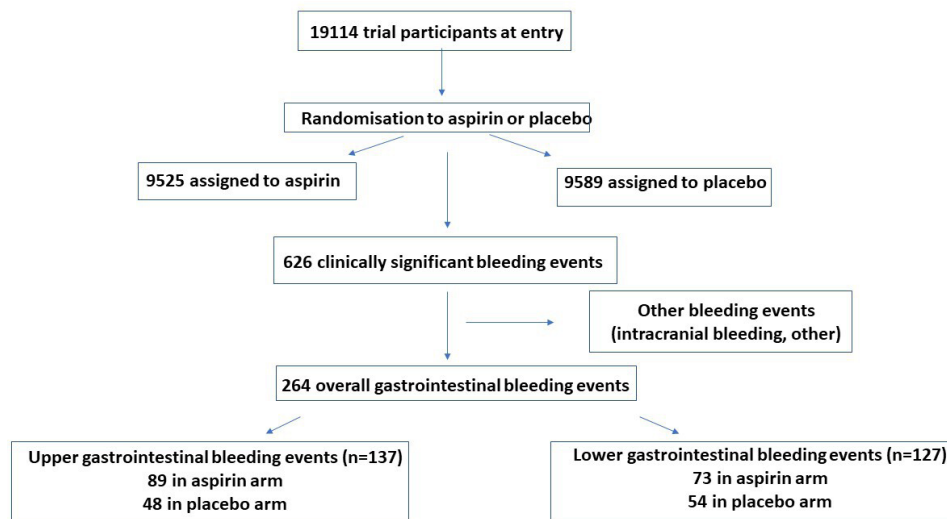 19114 trial participants at entry
Randomisation to aspirin or placebo
9525 assigned to aspirin
9589 assigned to placebo
626 clinically significant bleeding events
Other bleeding events
(intracranial bleeding, other)
264 overall gastrointestinal bleeding events
Upper gastrointestinal bleeding events (n=137)
89 in aspirin arm
48 in placebo arm
Lower gastrointestinal bleeding events (n=127)
73 in aspirin arm
54 in placebo arm